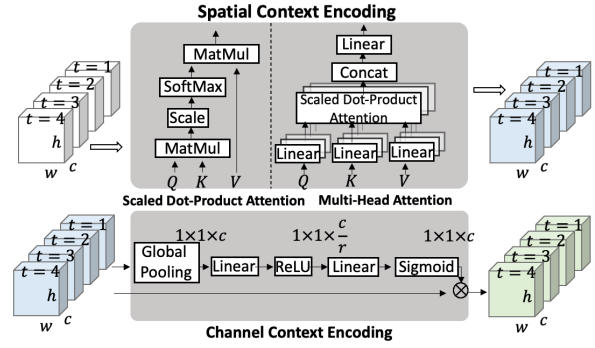 Spatial Context Encoding
t = 1
t = 2
t = 3
t = 4
h
w
c
MatMul
SoftMax
Scale
MatMul
Q K V
Linear
Concat
Scaled Dot-Product
Attention
Linear Linear Linear
Q K V
t = 1
t = 2
t = 3
t = 4
h
w
c
Scaled Dot-Product Attention Multi-Head Attention
t = 1
t = 2
t = 3
t = 4
h
w
c
Global
Pooling
1×1×c
Linear
ReLU
1×1×c/r
Linear
Sigmoid
1×1×c
⊗
t = 1
t = 2
t = 3
t = 4
h
w
c
Channel Context Encoding